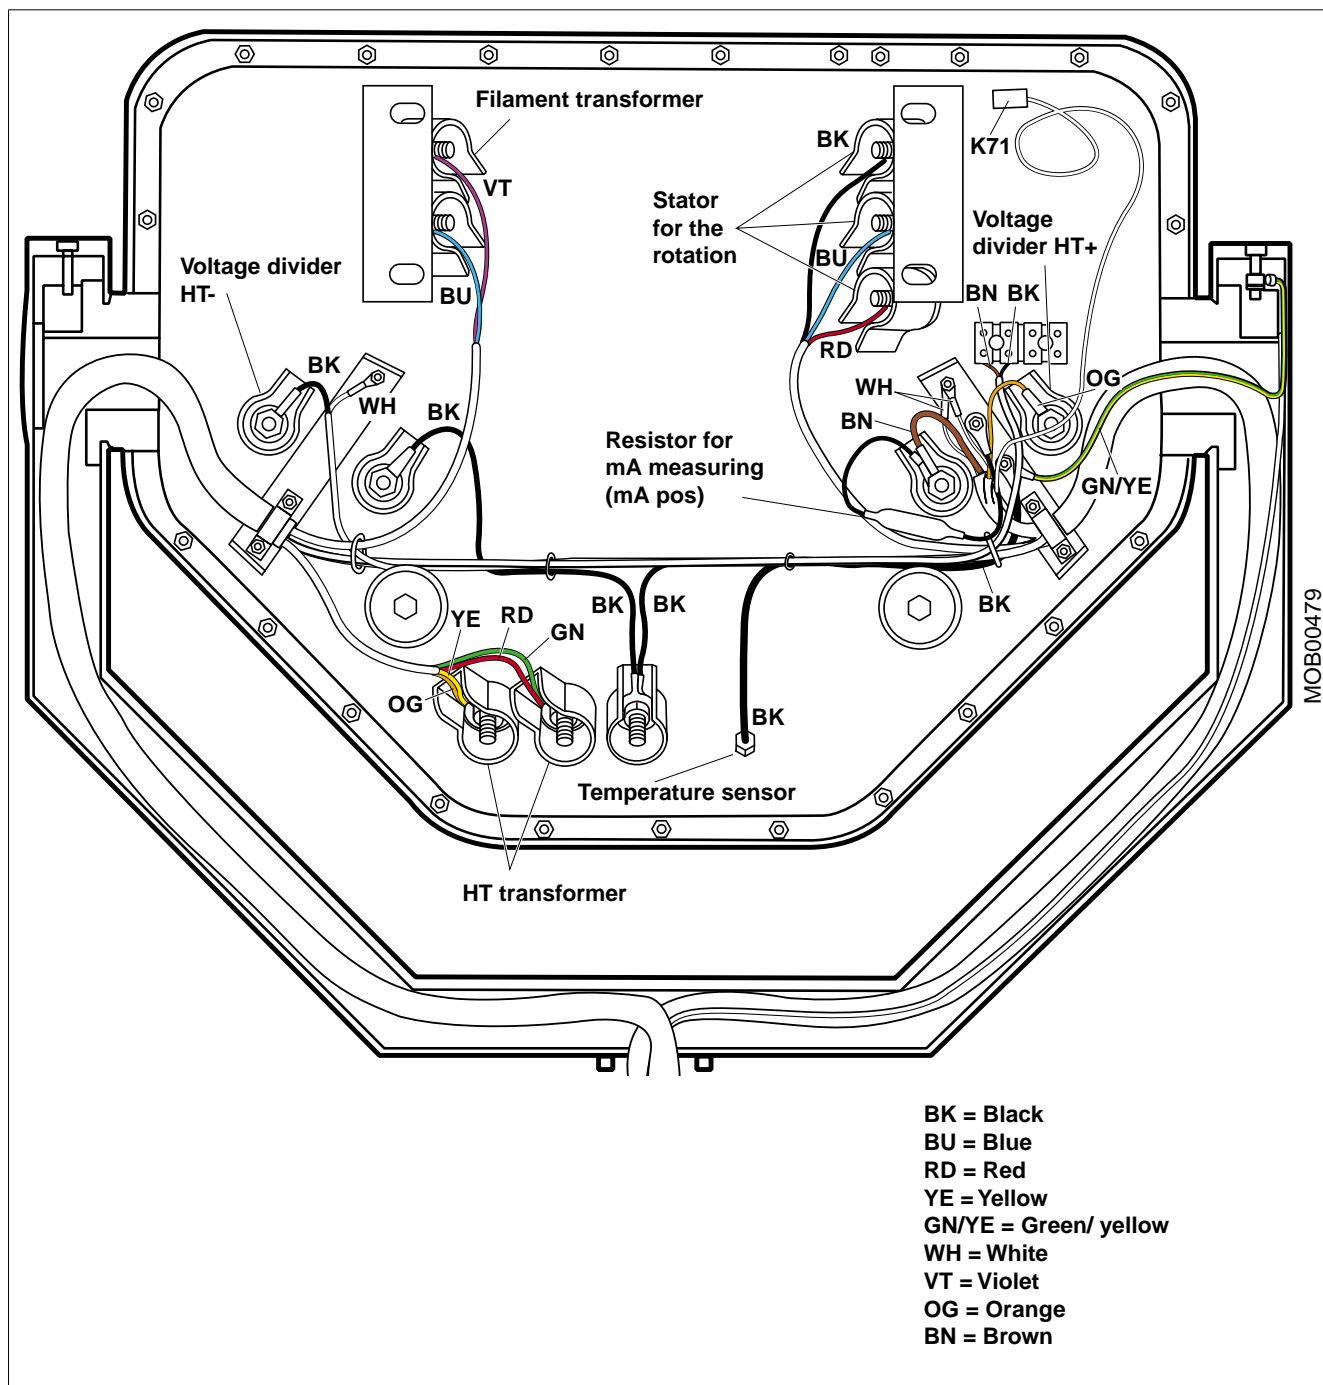 Filament transformer
BK
K71
VT
Stator
for the
rotation
Voltage
divider HT+
Voltage divider
HT-
BU
BU
BN
BK
RD
BK
WH
BK
WH
OG
BN
Resistor for
mA measuring
(mA pos)
GN/YE
BK
BK
BK
YE
RD
GN
OG
BK
Temperature sensor
HT transformer
MOB00479
BK = Black
BU = Blue
RD = Red
YE = Yellow
GN/YE = Green/ yellow
WH = White
VT = Violet
OG = Orange
BN = Brown